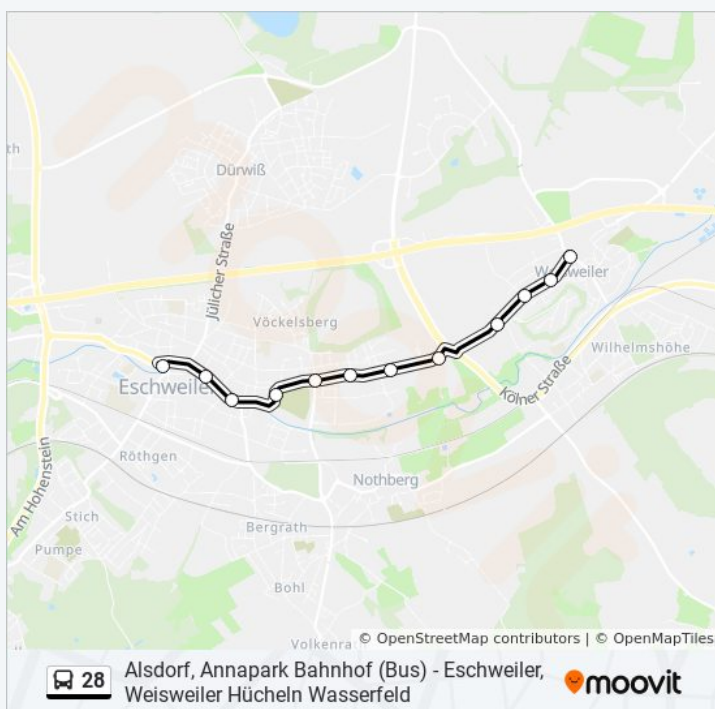 Dürwiß
Jülicher Straße
Weisweiler
Vöckelsberg
Wilhelmshöhe
Eschweiler
Kölner Straße
Röthgen
Nothberg
Am Hohenstein
Stich
Bergrath
Pumpe
Bohl
© OpenStreetMap contributors | © OpenMapTiles
28
Alsdorf, Annapark Bahnhof (Bus) - Eschweiler,
Weisweiler Hücheln Wasserfeld
moovit